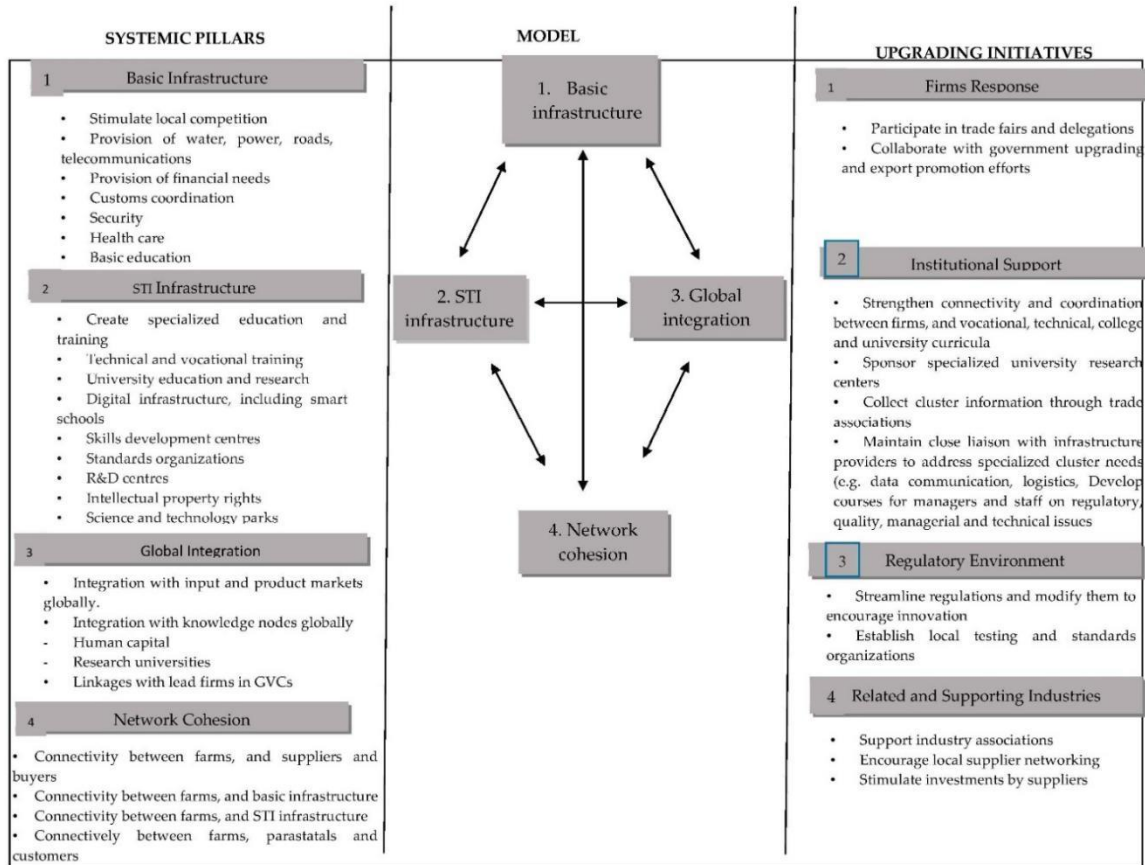 SYSTEMIC PILLARS
1 Basic Infrastructure
• Stimulate local competition
• Provision of water, power, roads,
telecommunications
• Provision of financial needs
• Customs coordination
• Security
• Health care
• Basic education
2 STI Infrastructure
• Create specialized education and
training
• Technical and vocational training
• University education and research
• Digital infrastructure, including smart
schools
• Skills development centres
• Standards organizations
• R&D centres
• Intellectual property rights
• Science and technology parks
3 Global Integration
• Integration with input and product markets
globally.
• Integration with knowledge nodes globally
- Human capital
- Research universities
• Linkages with lead firms in GVCs
4 Network Cohesion
• Connectivity between farms, and suppliers and
buyers
• Connectivity between farms, and basic infrastructure
• Connectivity between farms, and STI infrastructure
• Connectively between farms, parastatals and
customers
MODEL
1. Basic
infrastructure
2. STI
infrastructure
3. Global
integration
4. Network
cohesion
UPGRADING INITIATIVES
1 Firms Response
• Participate in trade fairs and delegations
• Collaborate with government upgrading
and export promotion efforts
2 Institutional Support
• Strengthen connectivity and coordination
between firms, and vocational, technical, college
and university curricula
• Sponsor specialized university research
centers
• Collect cluster information through trade
associations
• Maintain close liaison with infrastructure
providers to address specialized cluster needs
(e.g. data communication, logistics, Develop
courses for managers and staff on regulatory,
quality, managerial and technical issues
3 Regulatory Environment
• Streamline regulations and modify them to
encourage innovation
• Establish local testing and standards
organizations
4 Related and Supporting Industries
• Support industry associations
• Encourage local supplier networking
• Stimulate investments by suppliers